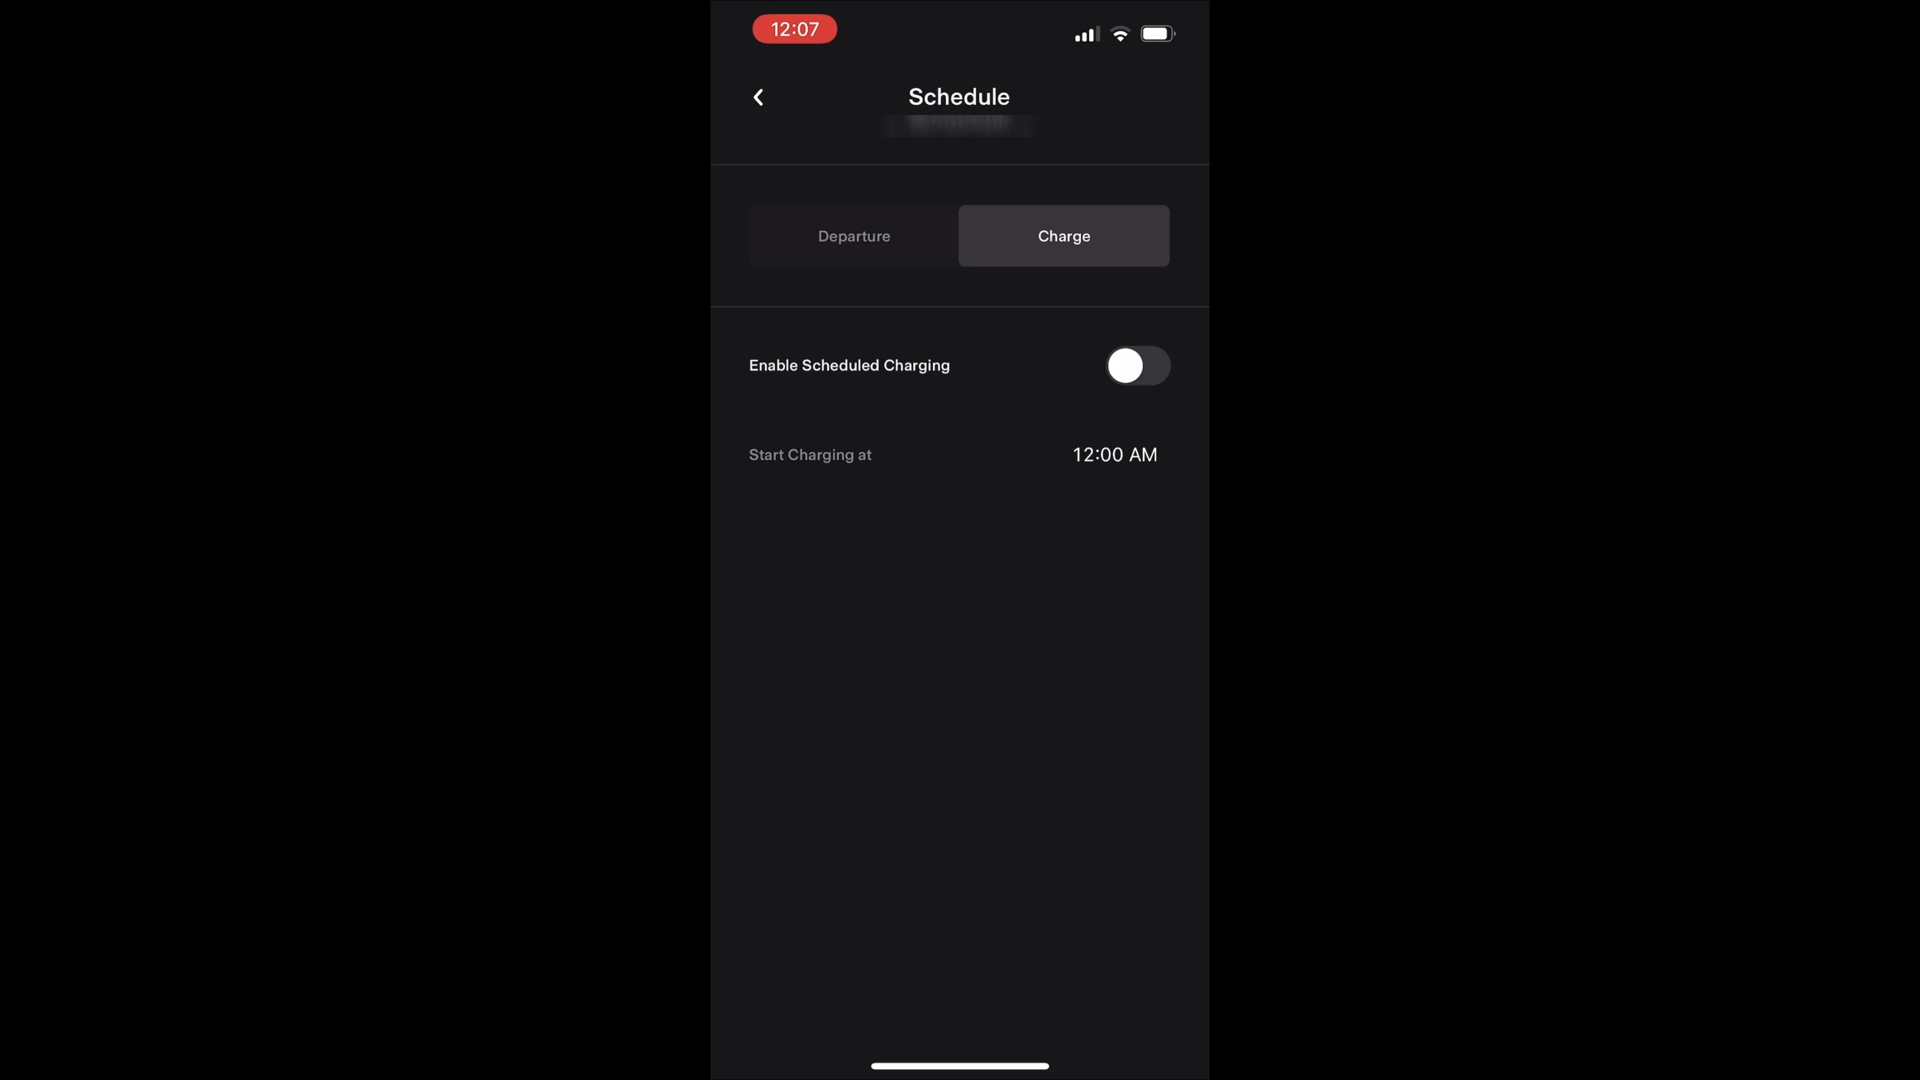 12:07
Schedule
Departure
Charge
Enable Scheduled Charging
Start Charging at
12:00 AM